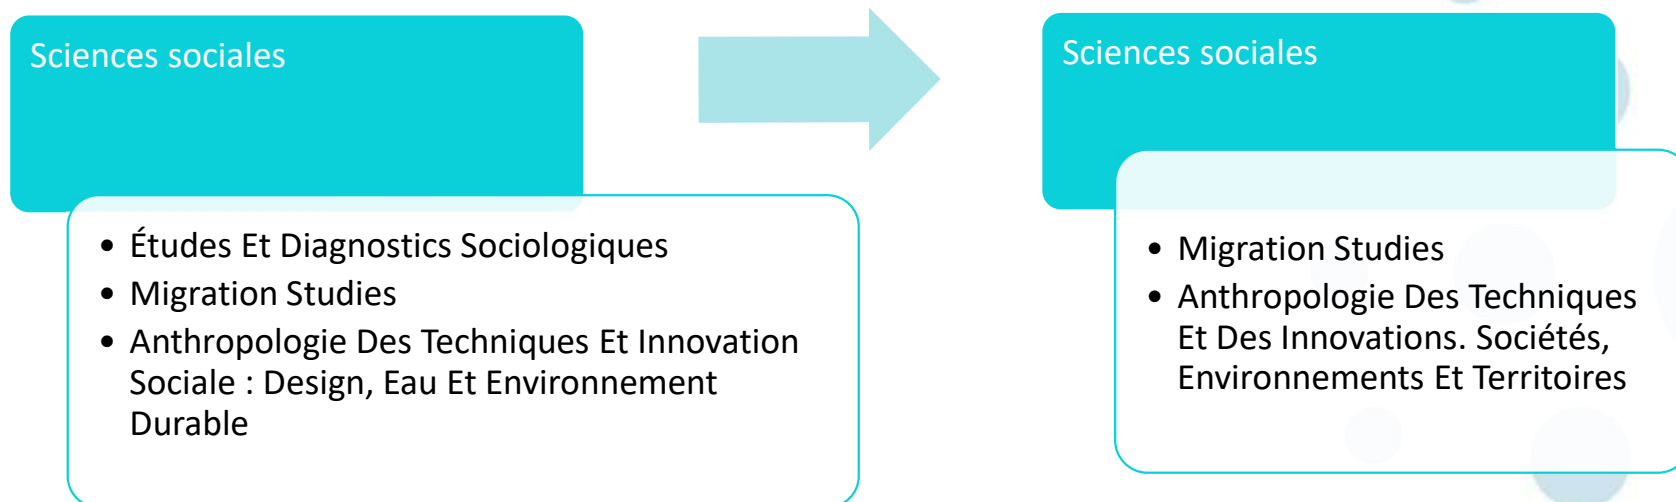 Sciences sociales
• Études Et Diagnostics Sociologiques
• Migration Studies
• Anthropologie Des Techniques Et Innovation
Sociale : Design, Eau Et Environnement
Durable
Sciences sociales
• Migration Studies
• Anthropologie Des Techniques
Et Des Innovations. Sociétés,
Environnements Et Territoires